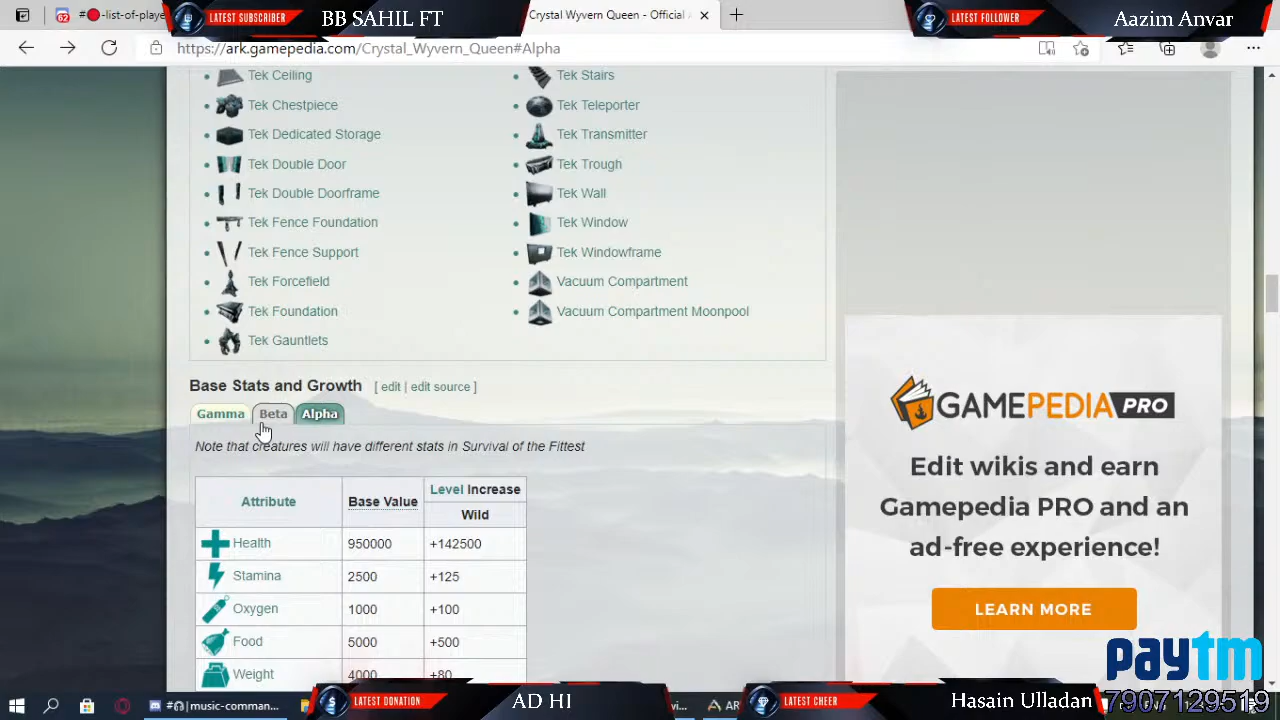 LATEST SUBSCRIBER
BB SAHIL FT
LATEST FOLLOWER
Aazim Anvar
62
#🔴-list-of-playe
Crystal Wyvern Queen - Official
https://ark.gamepedia.com/Crystal_Wyvern_Queen#Alpha
Tek Ceiling
Tek Stairs
Tek Chestpiece
Tek Teleporter
Tek Dedicated Storage
Tek Transmitter
Tek Double Door
Tek Trough
Tek Double Doorframe
Tek Wall
Tek Fence Foundation
Tek Window
Tek Fence Support
Tek Windowframe
Tek Forcefield
Vacuum Compartment
Tek Foundation
Vacuum Compartment Moonpool
Tek Gauntlets
Base Stats and Growth [ edit | edit source ]
Gamma Beta Alpha
Note that creatures will have different stats in Survival of the Fittest
Attribute Base Value Level Increase
Wild
Health 950000 +142500
Stamina 2500 +125
Oxygen 1000 +100
Food 5000 +500
Weight 4000 +80
GAMEPEDIA PRO
Edit wikis and earn
Gamepedia PRO and an
ad-free experience!
LEARN MORE
paytm
7907129519
#🎧|music-comman...
LATEST DONATION
AD HI
LATEST CHEER
Hasain Ulladan